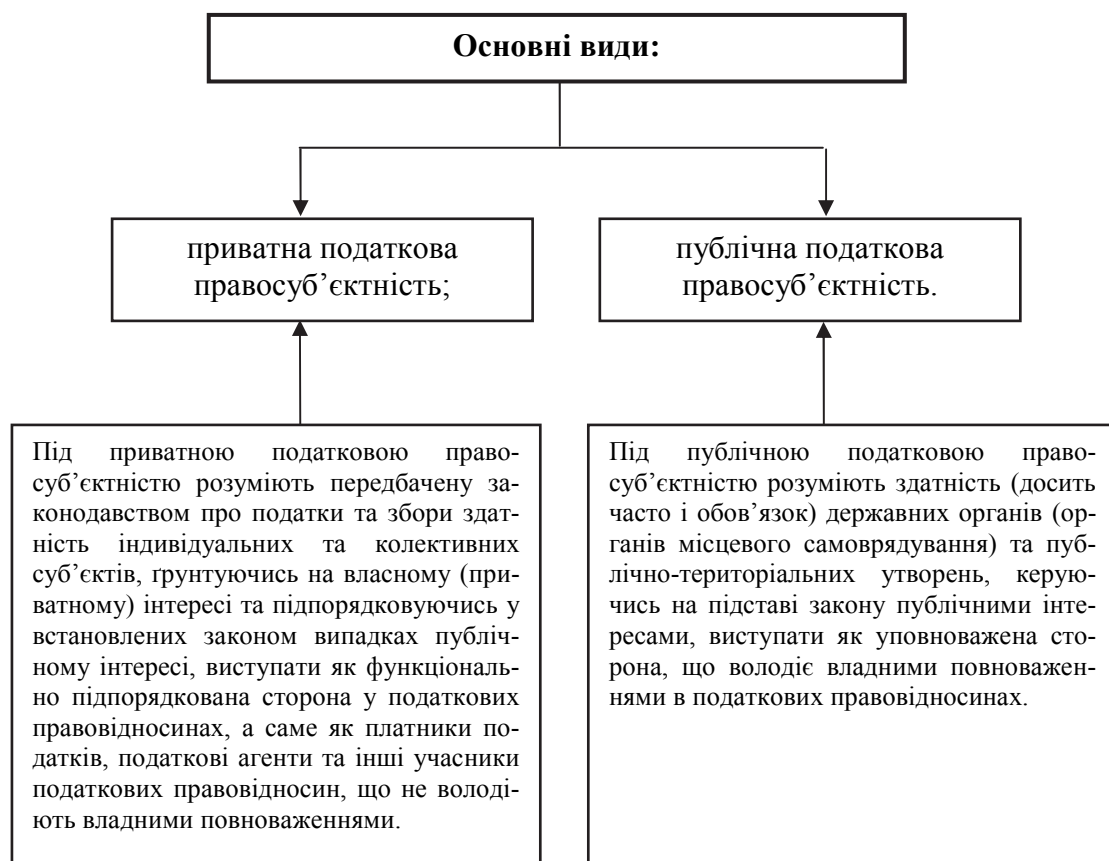 Основні види:
приватна податкова
правосуб’єктність;
публічна податкова
правосуб’єктність.
Під приватною податковою право-
суб’єктністю розуміють передбачену за-
конодавством про податки та збори здат-
ність індивідуальних та колективних
суб’єктів, ґрунтуючись на власному (при-
ватному) інтересі та підпорядковуючись у
встановлених законом випадках публіч-
ному інтересі, виступати як функціональ-
но підпорядкована сторона у податкових
правовідносинах, а саме як платники по-
датків, податкові агенти та інші учасники
податкових правовідносин, що не володі-
ють владними повноваженнями.
Під публічною податковою право-
суб’єктністю розуміють здатність (досить
часто і обов’язок) державних органів (ор-
ганів місцевого самоврядування) та пуб-
лічно-територіальних утворень, керую-
чись на підставі закону публічними інте-
ресами, виступати як уповноважена сто-
рона, що володіє владними повноважен-
нями в податкових правовідносинах.